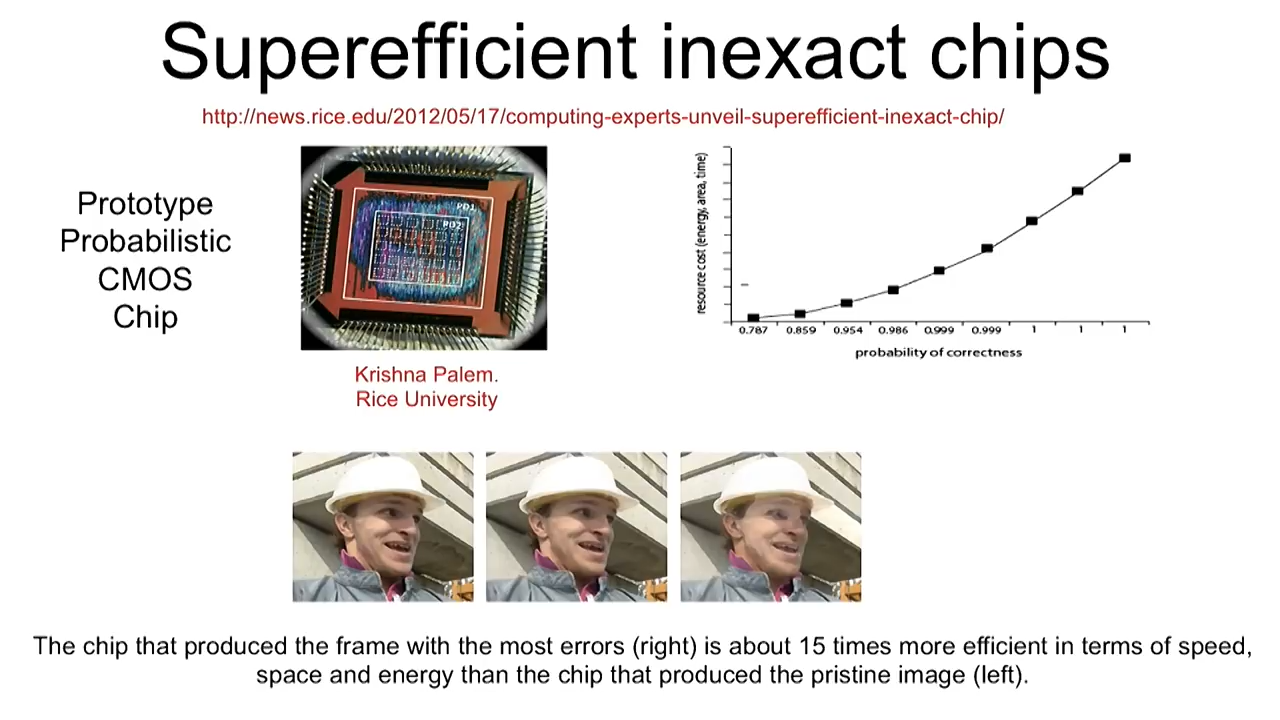 Superefficient inexact chips
http://news.rice.edu/2012/05/17/computing-experts-unveil-superefficient-inexact-chip/
Prototype
Probabilistic
CMOS
Chip
PD1
PD2
Krishna Palem.
Rice University
resource cost (energy, area, time)
0.787 0.859 0.954 0.986 0.999 0.999 1 1 1
probability of correctness
The chip that produced the frame with the most errors (right) is about 15 times more efficient in terms of speed,
space and energy than the chip that produced the pristine image (left).